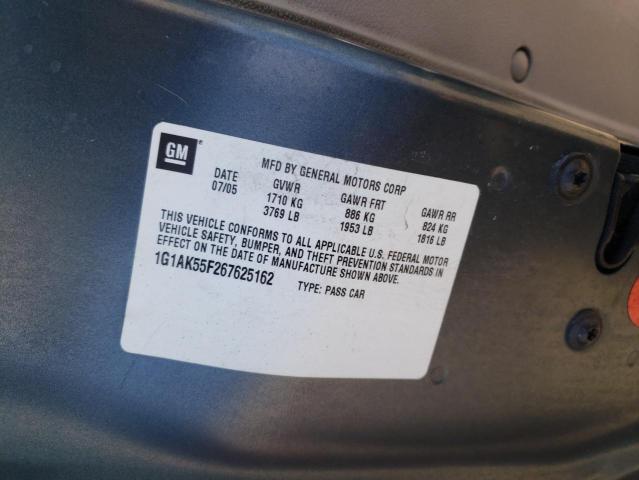 GM
MFD BY GENERAL MOTORS CORP
DATE GVWR GAWR FRT GAWR RR
07/05 1710 KG 886 KG 824 KG
3769 LB 1953 LB 1816 LB
THIS VEHICLE CONFORMS TO ALL APPLICABLE U.S. FEDERAL MOTOR
VEHICLE SAFETY, BUMPER, AND THEFT PREVENTION STANDARDS IN
EFFECT ON THE DATE OF MANUFACTURE SHOWN ABOVE.
1G1AK55F267625162 TYPE: PASS CAR